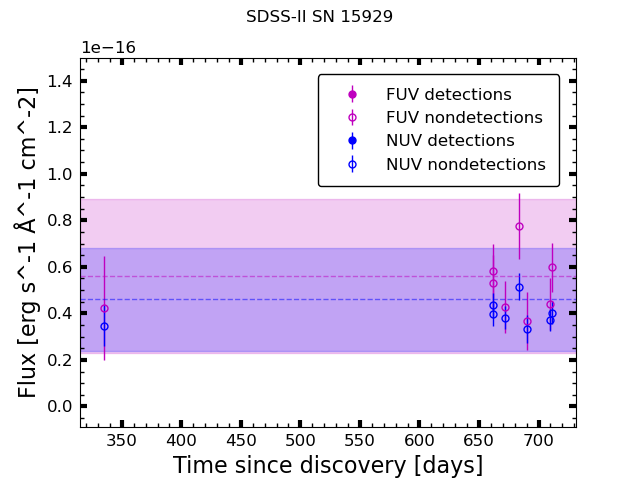 SDSS-II SN 15929
1e−16
FUV detections
FUV nondetections
NUV detections
NUV nondetections
1.4
1.2
1.0
0.8
0.6
0.4
0.2
0.0
Flux [erg s^-1 Å^-1 cm^-2]
350 400 450 500 550 600 650 700
Time since discovery [days]